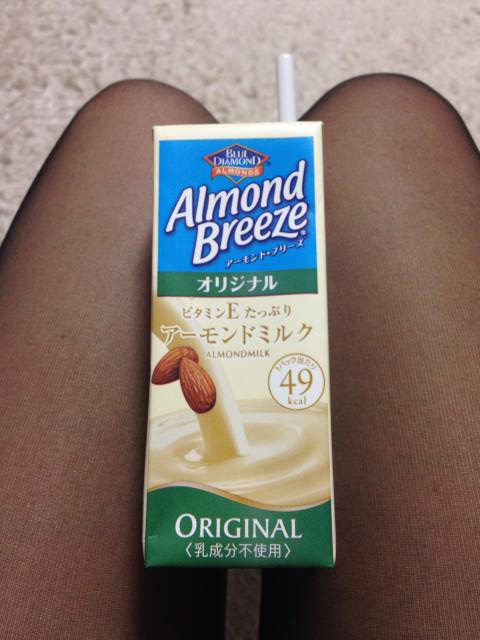 BLUE
DIAMOND
ALMONDS
Almond
Breeze®
アーモンド・ブリーズ
オリジナル
ビタミンEたっぷり
アーモンドミルク
ALMONDMILK
1パック当たり
49
kcal
ORIGINAL
〈乳成分不使用〉